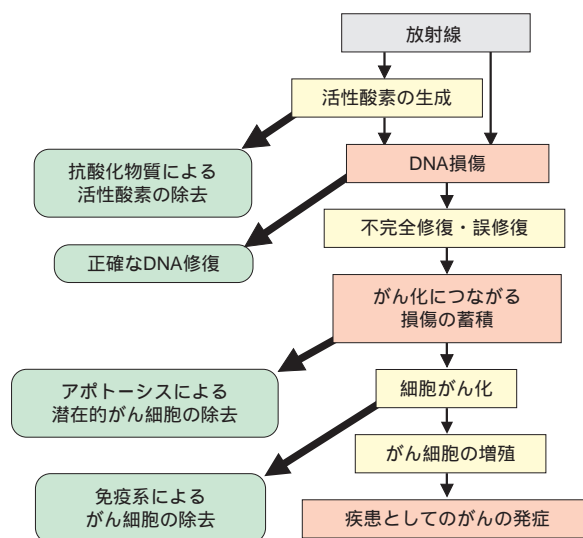 放射線
活性酸素の生成
抗酸化物質による
活性酸素の除去
DNA損傷
正確なDNA修復
不完全修復・誤修復
がん化につながる
損傷の蓄積
アポトーシスによる
潜在的がん細胞の除去
細胞がん化
がん細胞の増殖
免疫系による
がん細胞の除去
疾患としてのがんの発症